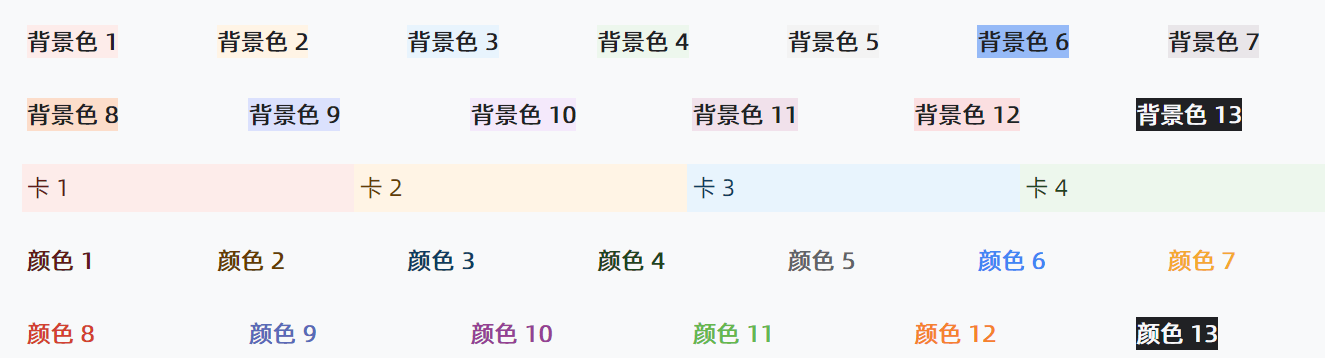 背景色 1 背景色 2 背景色 3 背景色 4 背景色 5 背景色 6 背景色 7
背景色 8 背景色 9 背景色 10 背景色 11 背景色 12 背景色 13
卡 1 卡 2 卡 3 卡 4
颜色 1 颜色 2 颜色 3 颜色 4 颜色 5 颜色 6 颜色 7
颜色 8 颜色 9 颜色 10 颜色 11 颜色 12 颜色 13